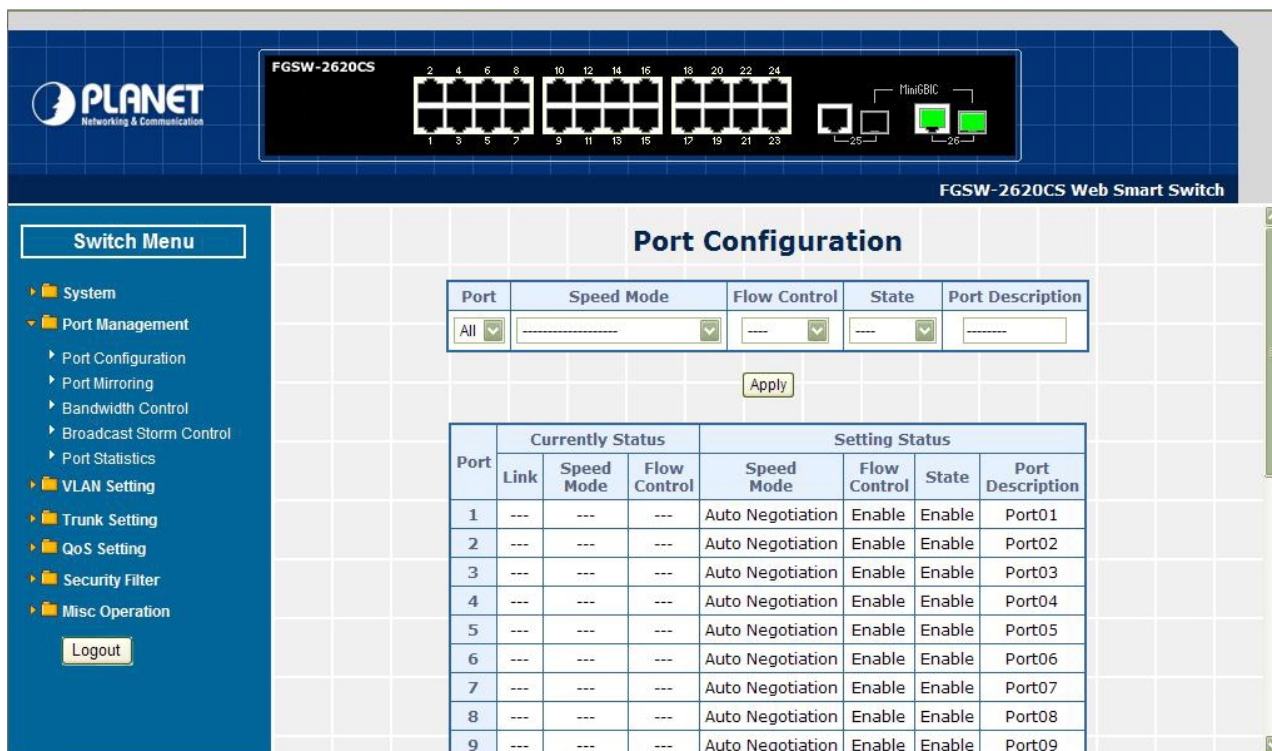 PLANET
Networking & Communication
FGSW-2620CS
2 4 6 8 10 12 14 16 18 20 22 24
MiniGBIC
1 3 5 7 9 11 13 15 17 19 21 23 25 26
FGSW-2620CS Web Smart Switch
Switch Menu
System
Port Management
Port Configuration
Port Mirroring
Bandwidth Control
Broadcast Storm Control
Port Statistics
VLAN Setting
Trunk Setting
QoS Setting
Security Filter
Misc Operation
Logout
Port Configuration
Port Speed Mode Flow Control State Port Description
All ------------------- ---- ---- --------
Apply
Port Currently Status Setting Status
Link Speed Mode Flow Control Speed Mode Flow Control State Port Description
1 --- --- --- Auto Negotiation Enable Enable Port01
2 --- --- --- Auto Negotiation Enable Enable Port02
3 --- --- --- Auto Negotiation Enable Enable Port03
4 --- --- --- Auto Negotiation Enable Enable Port04
5 --- --- --- Auto Negotiation Enable Enable Port05
6 --- --- --- Auto Negotiation Enable Enable Port06
7 --- --- --- Auto Negotiation Enable Enable Port07
8 --- --- --- Auto Negotiation Enable Enable Port08
9 --- --- --- Auto Negotiation Enable Enable Port09